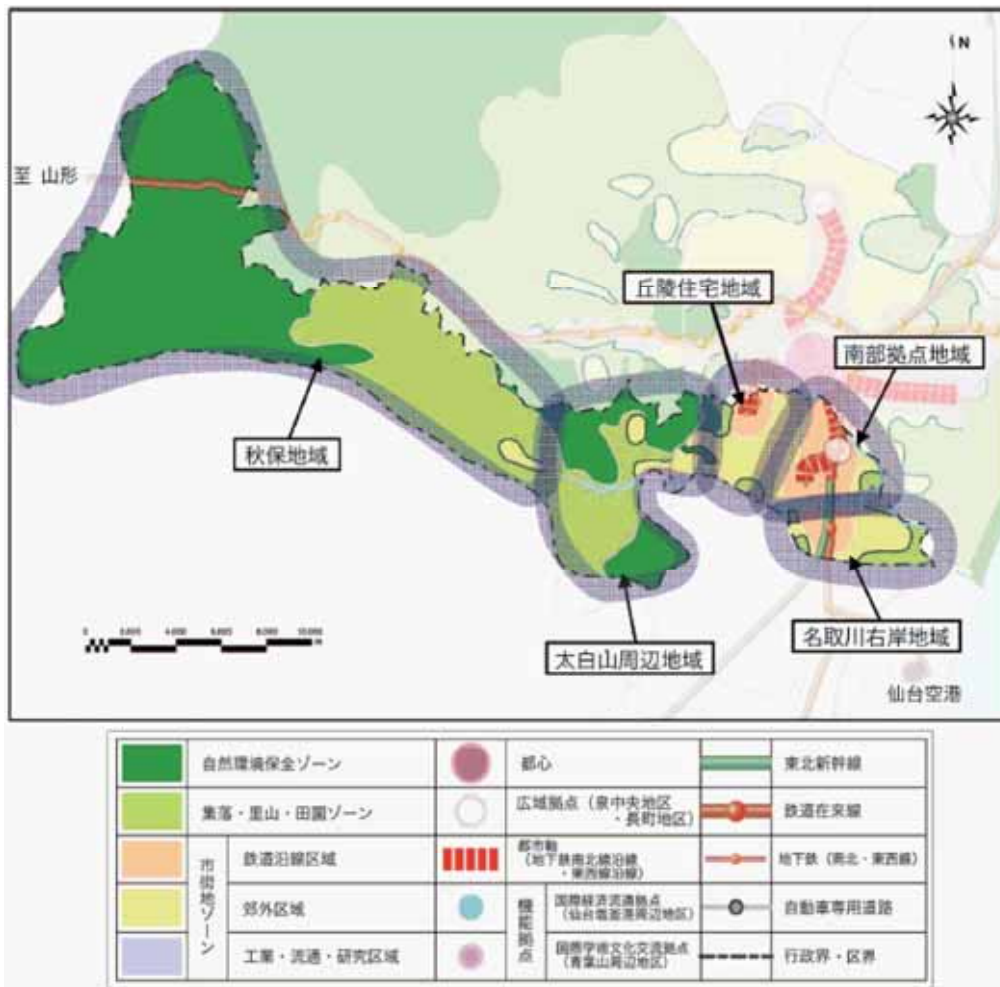 N
至 山形
丘陵住宅地域
南部拠点地域
秋保地域
太白山周辺地域
名取川右岸地域
仙台空港
自然環境保全ゾーン
集落・里山・田園ゾーン
市街地ゾーン
鉄道沿線区域
郊外区域
工業・流通・研究区域
都心
広域拠点（泉中央地区
・長町地区）
都市軸
（地下鉄南北線沿線
・東西線沿線）
機能拠点
国際経済流通拠点
（仙台塩釜港周辺地区）
国際学術文化交流拠点
（青葉山周辺地区）
東北新幹線
鉄道在来線
地下鉄（南北・東西線）
自動車専用道路
行政界・区界